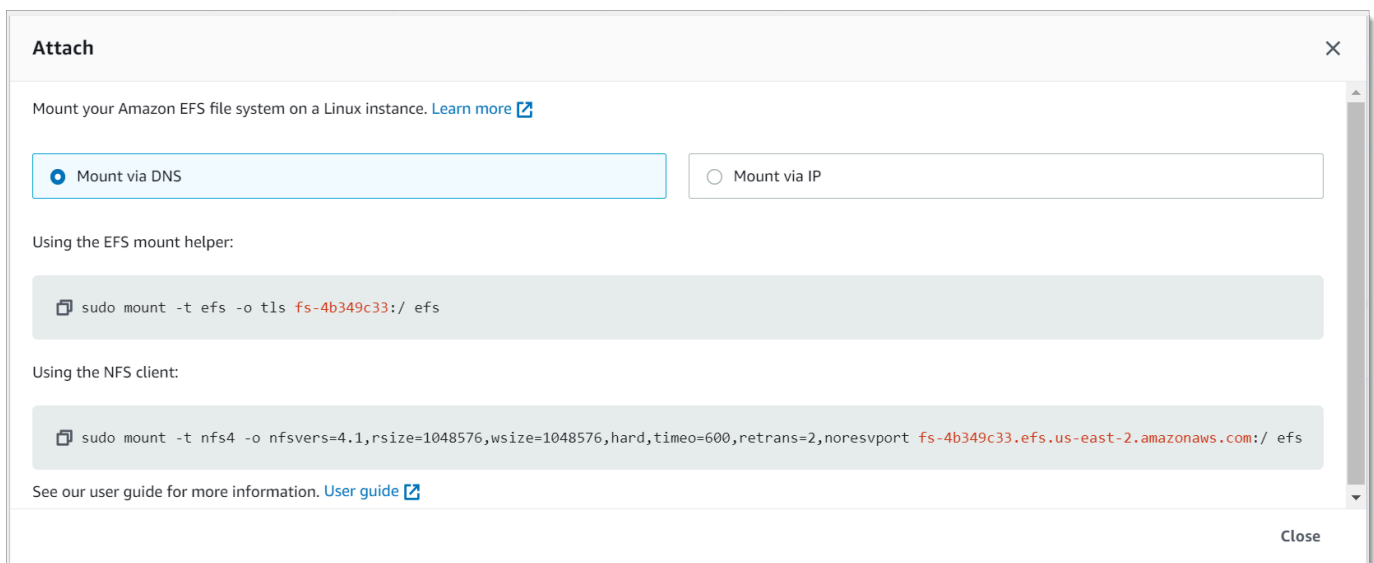 Attach
Mount your Amazon EFS file system on a Linux instance. Learn more
Mount via DNS
Mount via IP
Using the EFS mount helper:
sudo mount -t efs -o tls fs-4b349c33:/ efs
Using the NFS client:
sudo mount -t nfs4 -o nfsvers=4.1,rsize=1048576,wsize=1048576,hard,timeo=600,retrans=2,noresvport fs-4b349c33.efs.us-east-2.amazonaws.com:/ efs
See our user guide for more information. User guide
Close